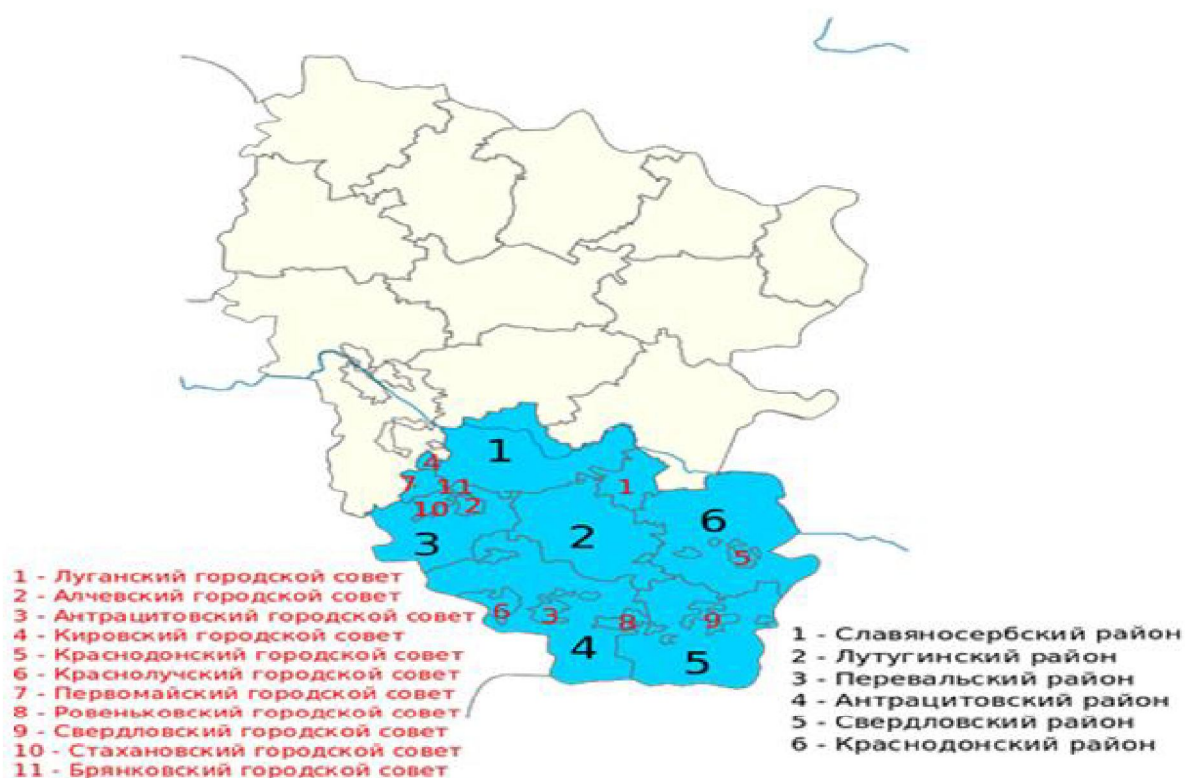 1
4
7
11
1
10
2
6
2
3
5
6
3
8
9
4
5
1 - Луганский городской совет
2 - Алчевский городской совет
3 - Антрацитовский городской совет
4 - Кировский городской совет
5 - Краснодонский городской совет
6 - Краснолучский городской совет
7 - Первомайский городской совет
8 - Ровеньковский городской совет
9 - Свердловский городской совет
10 - Стахановский городской совет
11 - Брянковский городской совет
1 - Славяносербский район
2 - Лутугинский район
3 - Перевальский район
4 - Антрацитовский район
5 - Свердловский район
6 - Краснодонский район